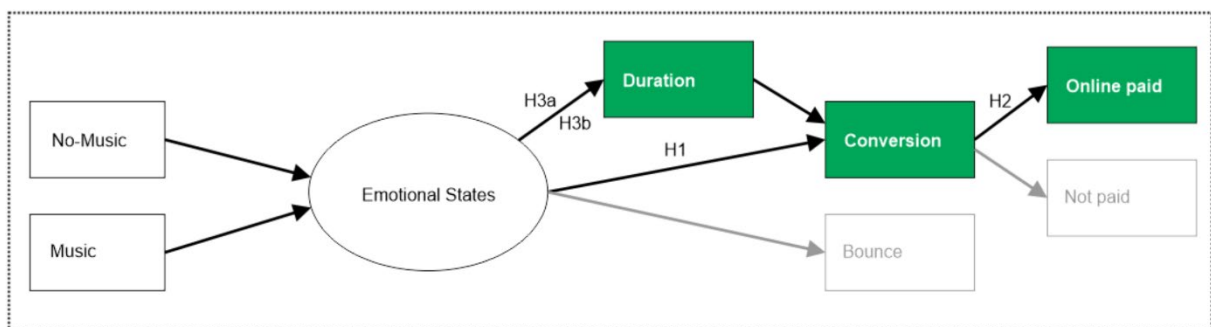 No-Music
Music
Emotional States
H3a
H3b
H1
Duration
Conversion
Bounce
H2
Online paid
Not paid